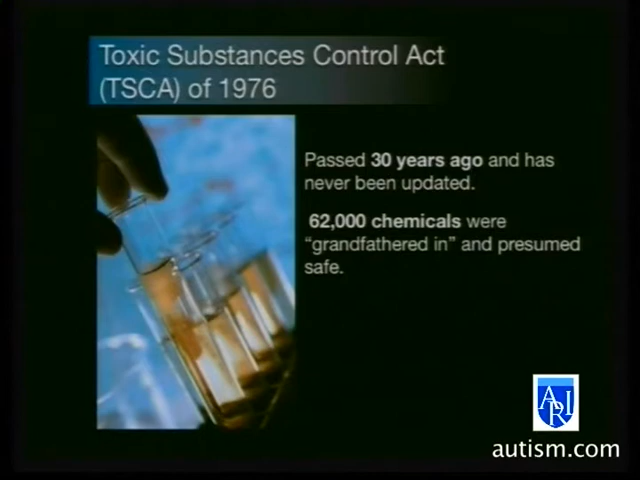 Toxic Substances Control Act
(TSCA) of 1976
Passed 30 years ago and has
never been updated.
62,000 chemicals were
“grandfathered in” and presumed
safe.
ARI
autism.com